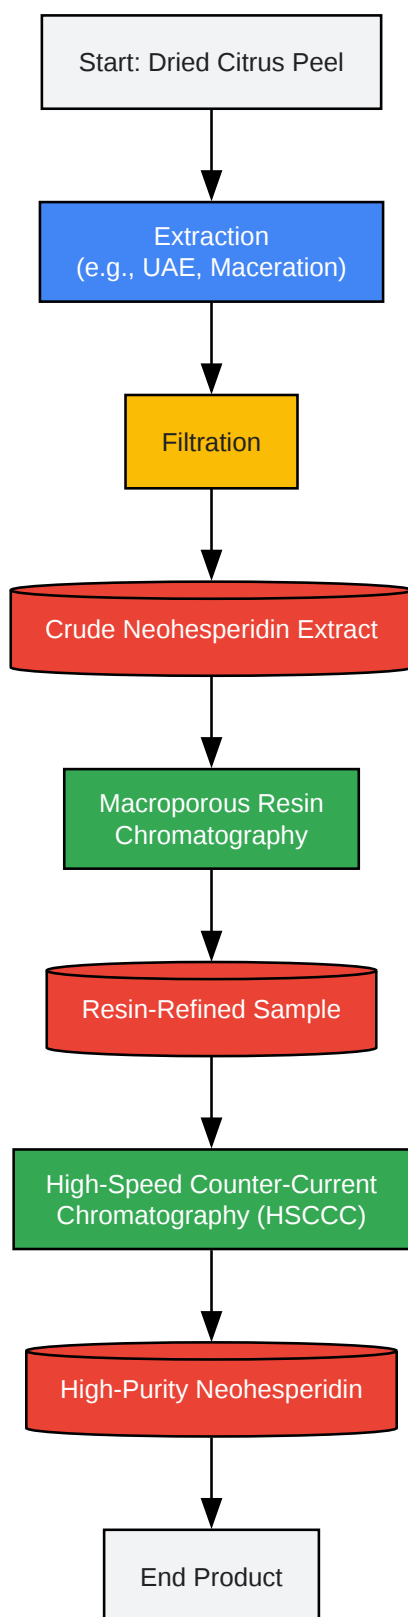 Start: Dried Citrus Peel
Extraction
(e.g., UAE, Maceration)
Filtration
Crude Neohesperidin Extract
Macroporous Resin
Chromatography
Resin-Refined Sample
High-Speed Counter-Current
Chromatography (HSCCC)
High-Purity Neohesperidin
End Product